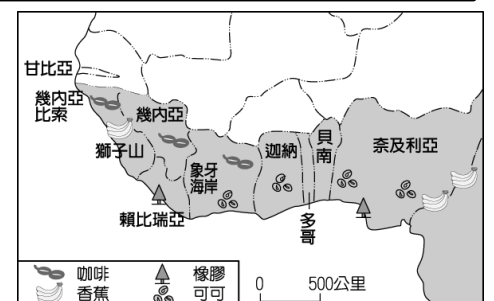 甘比亞
幾內亞
比索
幾內亞
獅子山
象牙
海岸
迦納
貝
南
奈及利亞
賴比瑞亞
多
哥
咖啡
橡膠
0
500公里
香蕉
可可